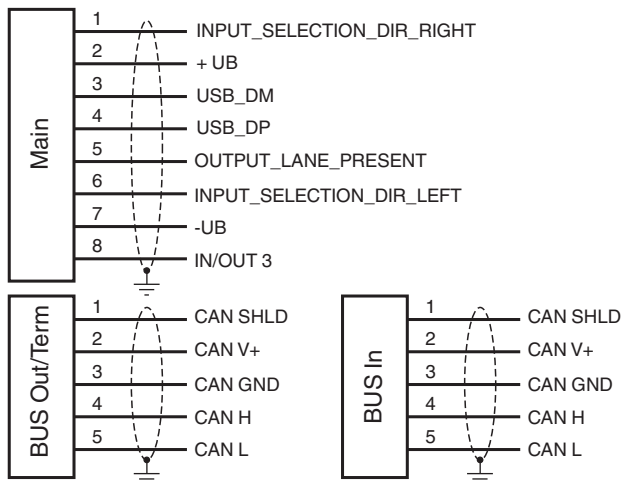 Main
1 INPUT_SELECTION_DIR_RIGHT
2 + UB
3 USB_DM
4 USB_DP
5 OUTPUT_LANE_PRESENT
6 INPUT_SELECTION_DIR_LEFT
7 -UB
8 IN/OUT 3
BUS Out/Term
1 CAN SHLD
2 CAN V+
3 CAN GND
4 CAN H
5 CAN L
BUS In
1 CAN SHLD
2 CAN V+
3 CAN GND
4 CAN H
5 CAN L